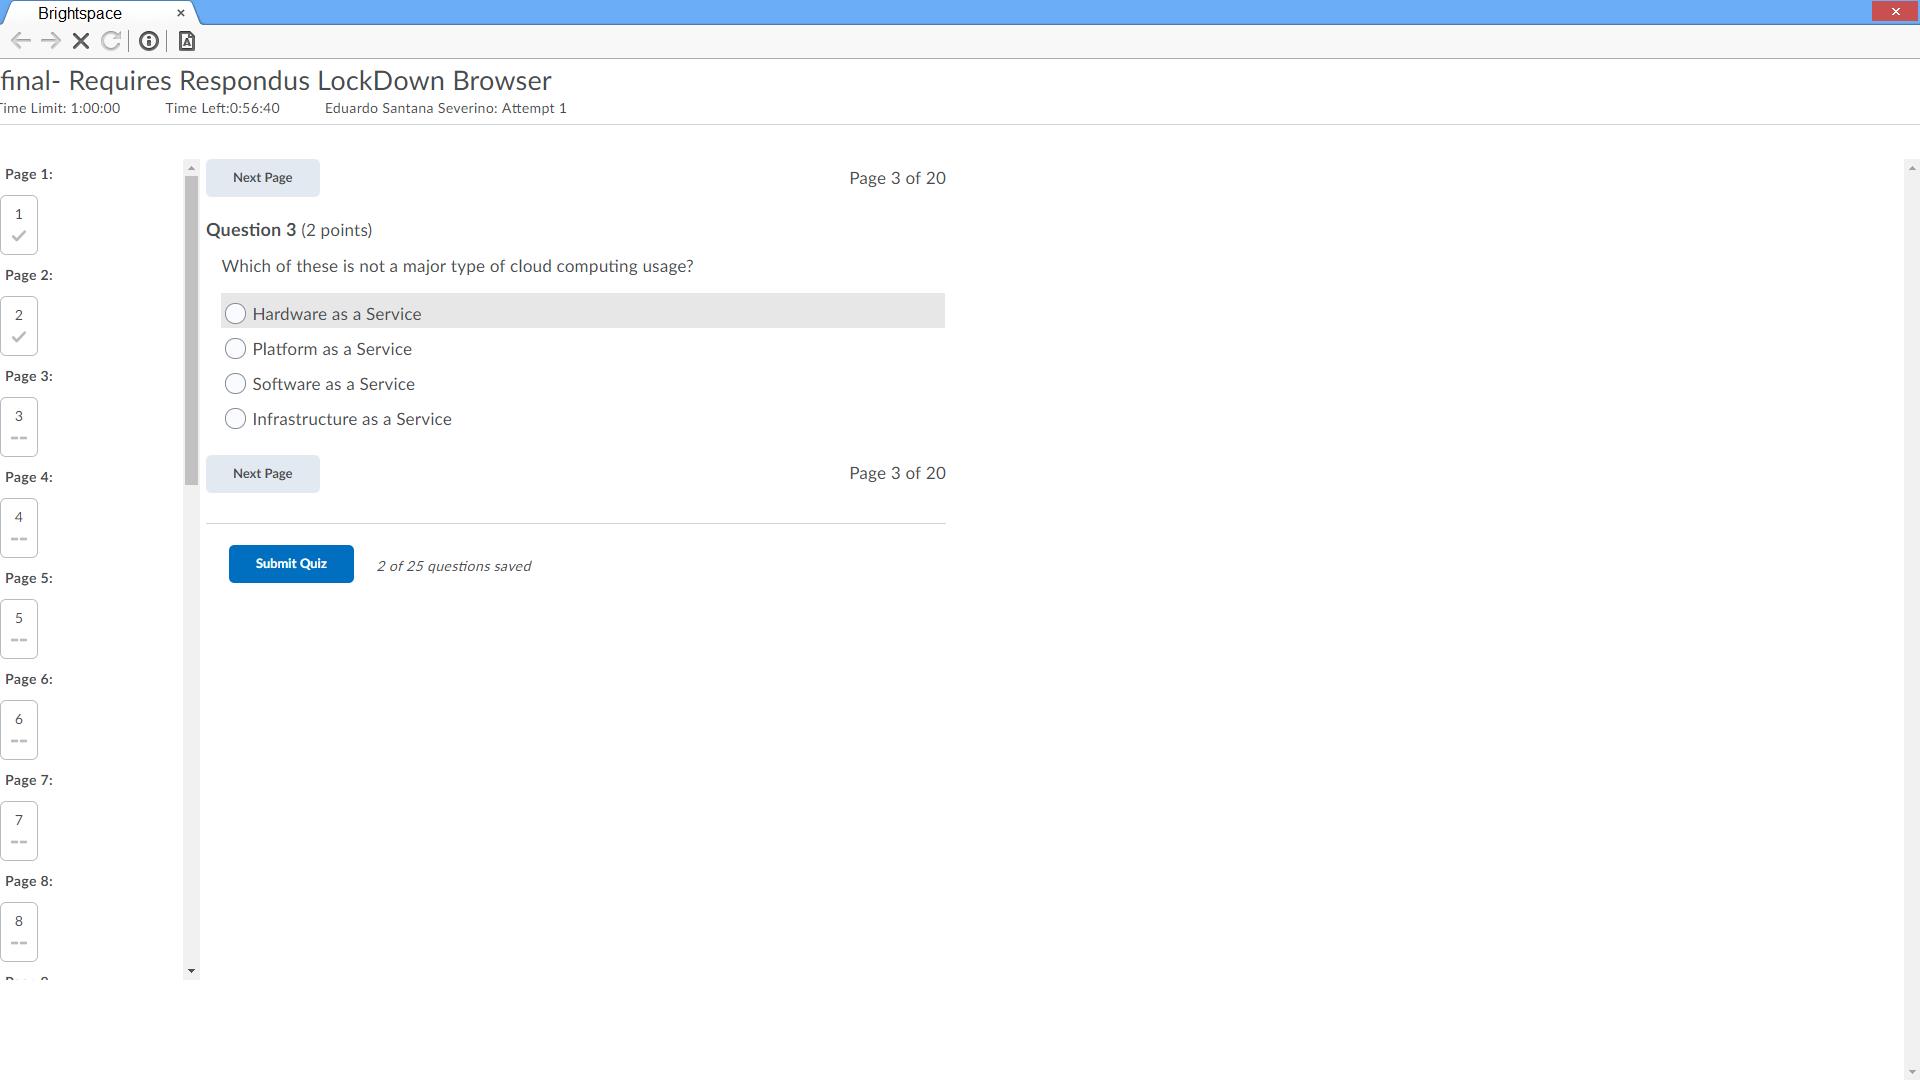 Brightspace
final- Requires Respondus LockDown Browser
Time Limit: 1:00:00 Time Left:0:56:40 Eduardo Santana Severino: Attempt 1
Page 1:
1
Page 2:
2
Page 3:
3
--
Page 4:
4
--
Page 5:
5
--
Page 6:
6
--
Page 7:
7
--
Page 8:
8
--
Next Page Page 3 of 20
Question 3 (2 points)
Which of these is not a major type of cloud computing usage?
Hardware as a Service
Platform as a Service
Software as a Service
Infrastructure as a Service
Next Page Page 3 of 20
Submit Quiz 2 of 25 questions saved